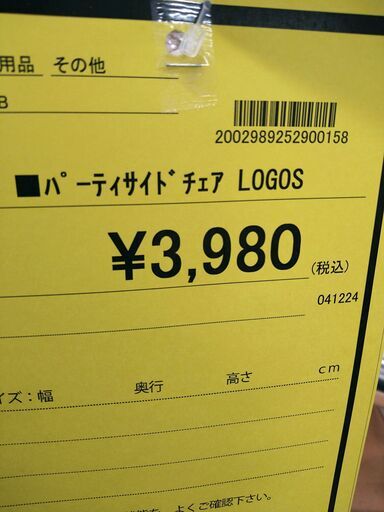 用品 その他
B
2002989252900158
■ﾊﾟｰﾃｨｻｲﾄﾞﾁｪｱ LOGOS
¥3,980 (税込)
041224
イズ:幅 奥行 高さ cm
よくご確認下さい。